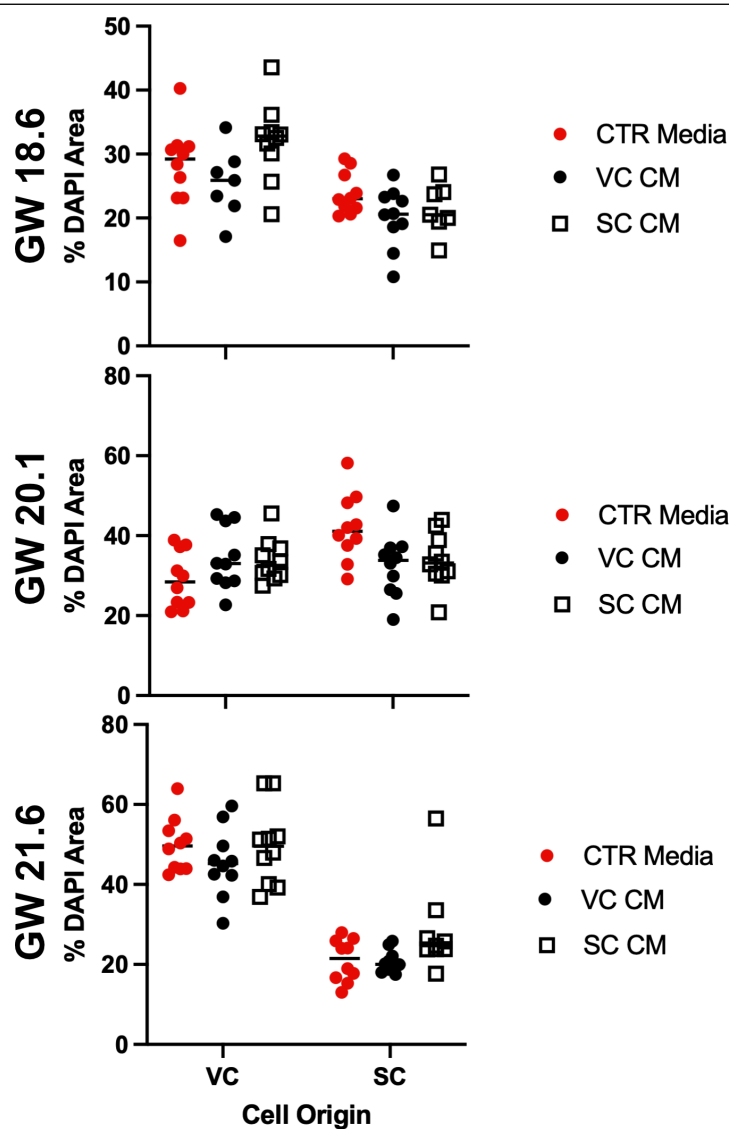 GW 18.6
% DAPI Area
50
40
30
20
10
0
CTR Media
VC CM
SC CM
GW 20.1
% DAPI Area
80
60
40
20
0
CTR Media
VC CM
SC CM
GW 21.6
% DAPI Area
80
60
40
20
0
CTR Media
VC CM
SC CM
VC SC
Cell Origin